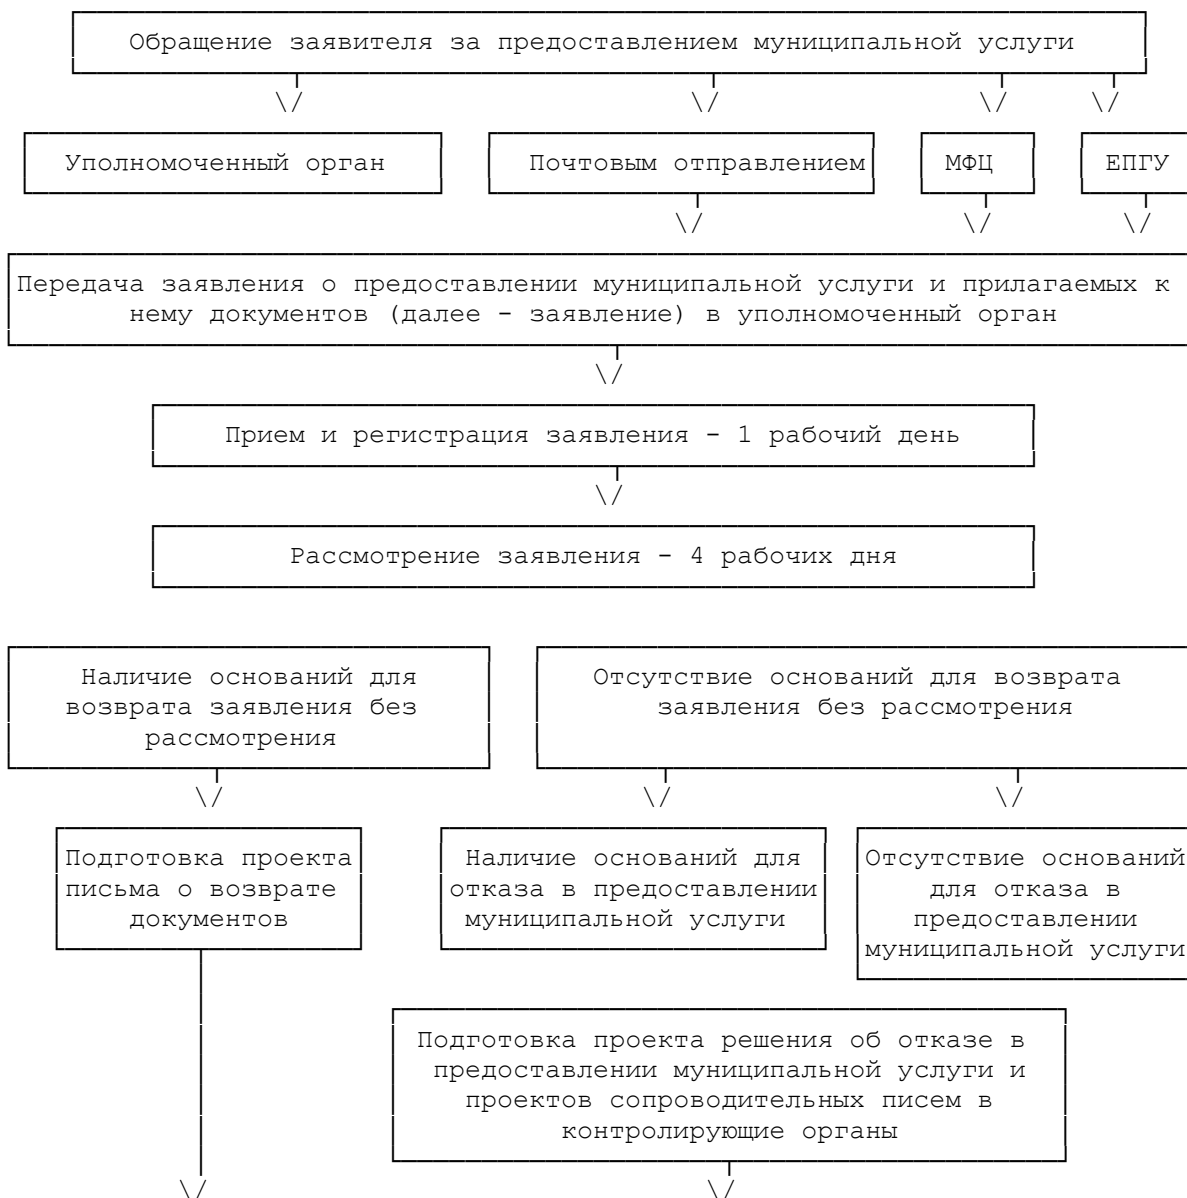 Обращение заявителя за предоставлением муниципальной услуги
\/ \/ \/ \/
Уполномоченный орган Почтовым отправлением МФЦ ЕПГУ
\/ \/ \/
Передача заявления о предоставлении муниципальной услуги и прилагаемых к
нему документов (далее - заявление) в уполномоченный орган
\/
Прием и регистрация заявления - 1 рабочий день
\/
Рассмотрение заявления - 4 рабочих дня
Наличие оснований для
возврата заявления без
рассмотрения
Отсутствие оснований для возврата
заявления без рассмотрения
\/ \/ \/
Подготовка проекта
письма о возврате
документов
Наличие оснований для
отказа в предоставлении
муниципальной услуги
Отсутствие оснований
для отказа в
предоставлении
муниципальной услуги
Подготовка проекта решения об отказе в
предоставлении муниципальной услуги и
проектов сопроводительных писем в
контролирующие органы
\/ \/